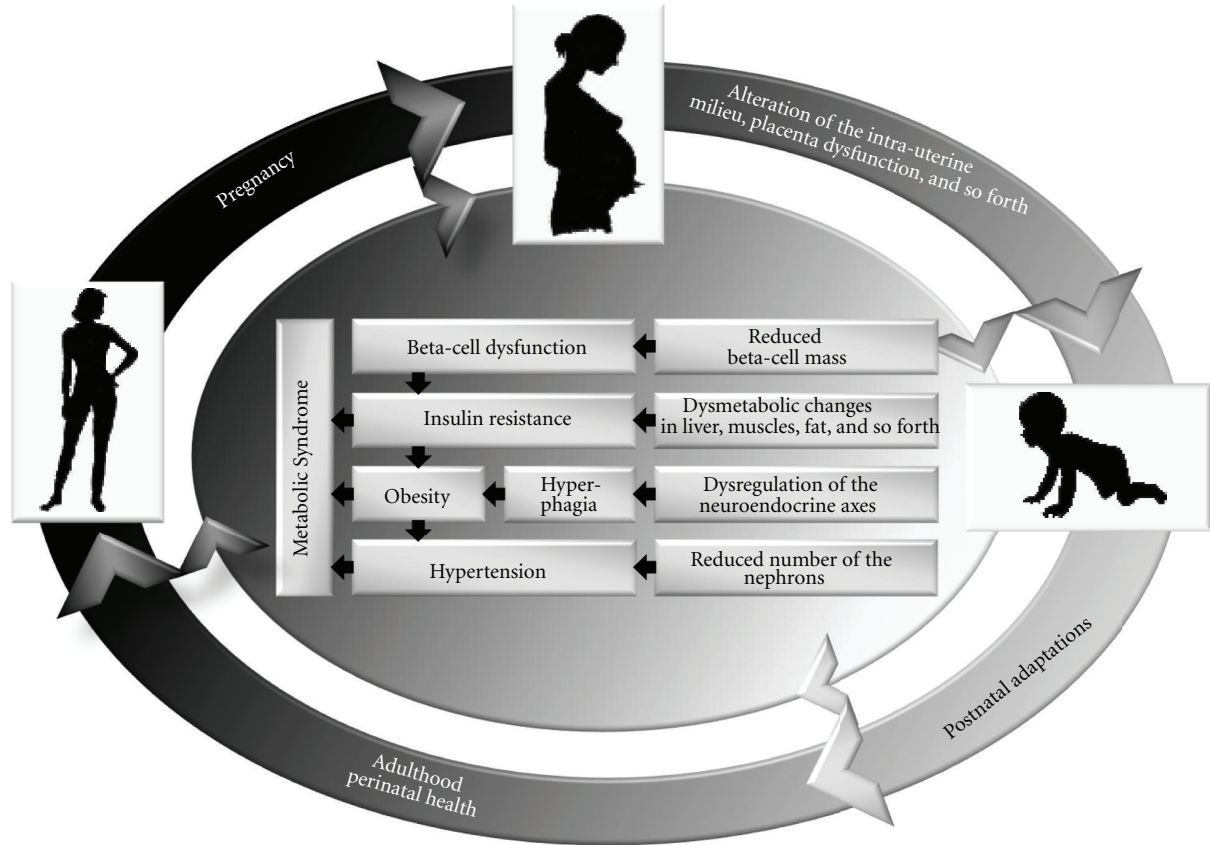 Alteration of the intra-uterine
milieu, placenta dysfunction, and so forth
Pregnancy
Metabolic Syndrome
Beta-cell dysfunction
Reduced
beta-cell mass
Insulin resistance
Dysmetabolic changes
in liver, muscles, fat, and so forth
Obesity
Hyper-
phagia
Dysregulation of the
neuroendocrine axes
Hypertension
Reduced number of the
nephrons
Postnatal adaptations
Adulthood
perinatal health